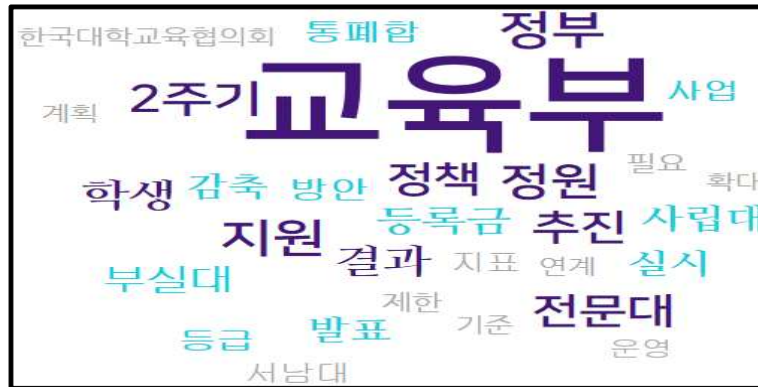 한국대학교육협의회 통폐합 정부
2주기 교육부 사업
계획 필요
학생 감축 방안 정책 정원 확대
지원 등록금 추진 사립대
결과 지표 연계 실시
부실대 제한 전문대
등급 발표 기준 운영
서남대